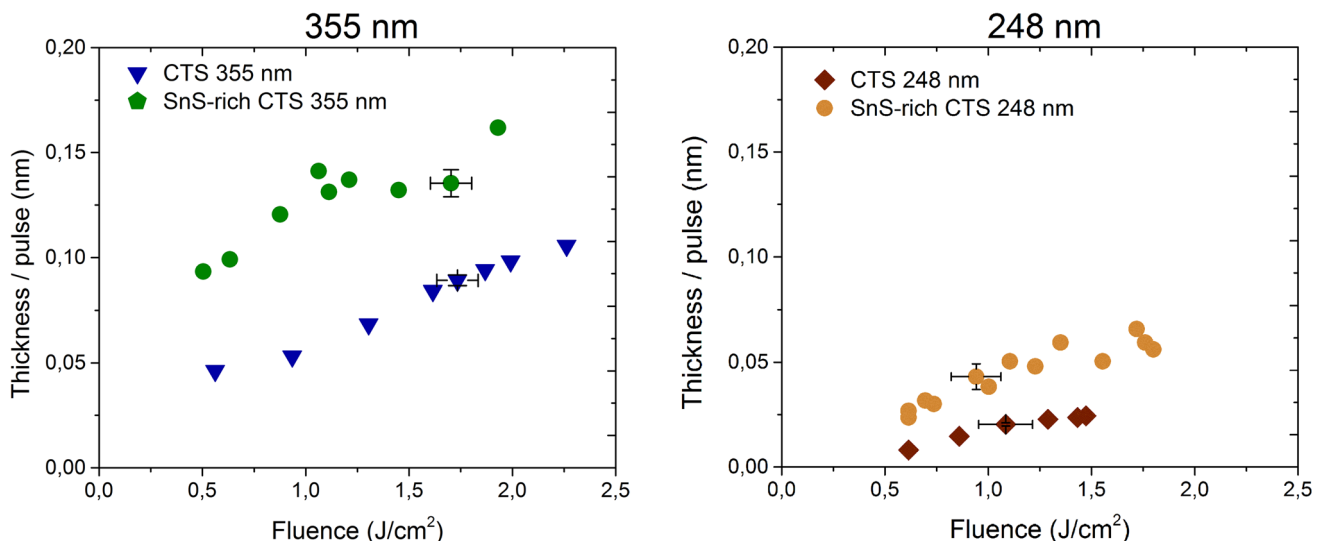 355 nm
0,20
0,15
0,10
0,05
0,00
Thickness / pulse (nm)
CTS 355 nm
SnS-rich CTS 355 nm
0,0 0,5 1,0 1,5 2,0 2,5
Fluence (J/cm²)
248 nm
0,20
0,15
0,10
0,05
0,00
Thickness / pulse (nm)
CTS 248 nm
SnS-rich CTS 248 nm
0,0 0,5 1,0 1,5 2,0 2,5
Fluence (J/cm²)